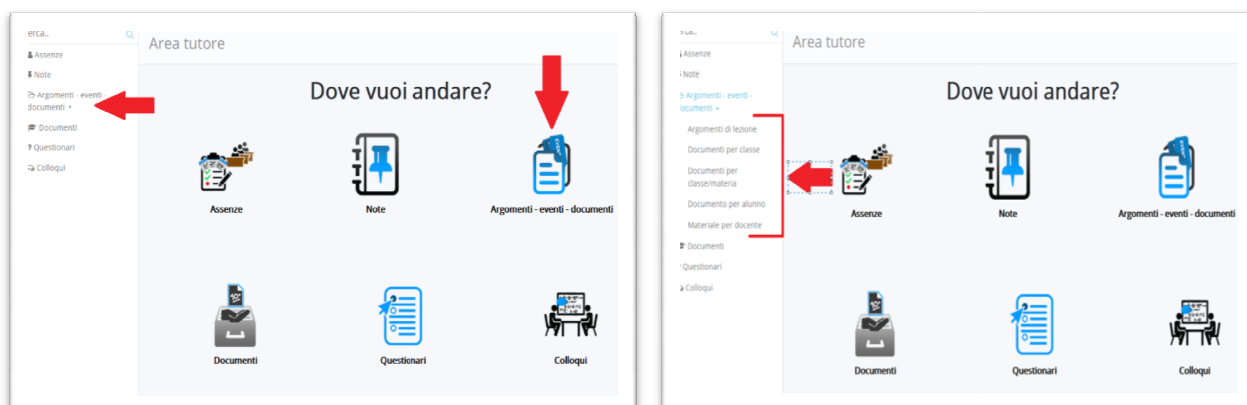 erca..
Area tutore
Assenze
Note
Argomenti - eventi -
documenti
Documenti
? Questionari
Colloqui
Dove vuoi andare?
Assenze
Note
Argomenti - eventi - documenti
Documenti
Questionari
Colloqui
Area tutore
Assenze
Note
Argomenti - eventi -
documenti
Argomenti di lezione
Documenti per classe
Documenti per
classe/materia
Documento per alunno
Materiale per docente
Documenti
Questionari
Colloqui
Dove vuoi andare?
Assenze
Note
Argomenti - eventi - documenti
Documenti
Questionari
Colloqui